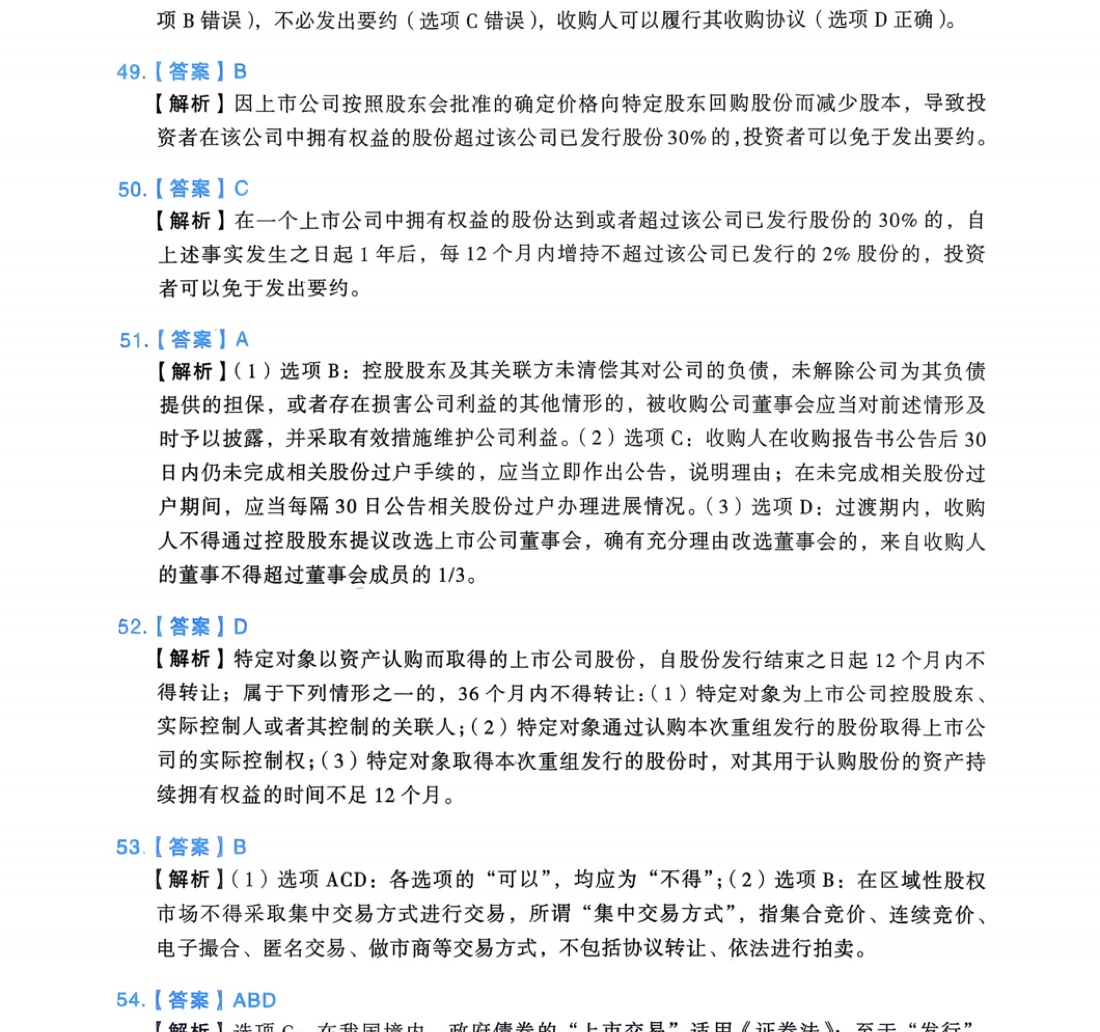 项 B 错误），不必发出要约（选项 C 错误），收购人可以履行其收购协议（选项 D 正确）。
49.【答案】B
【解析】因上市公司按照股东会批准的确定价格向特定股东回购股份而减少股本，导致投
资者在该公司中拥有权益的股份超过该公司已发行股份 30% 的，投资者可以免于发出要约。
50.【答案】C
【解析】在一个上市公司中拥有权益的股份达到或者超过该公司已发行股份的 30% 的，自
上述事实发生之日起 1 年后，每 12 个月内增持不超过该公司已发行的 2% 股份的，投资
者可以免于发出要约。
51.【答案】A
【解析】（1）选项 B：控股股东及其关联方未清偿其对公司的负债，未解除公司为其负债
提供的担保，或者存在损害公司利益的其他情形的，被收购公司董事会应当对前述情形及
时予以披露，并采取有效措施维护公司利益。（2）选项 C：收购人在收购报告书公告后 30
日内仍未完成相关股份过户手续的，应当立即作出公告，说明理由；在未完成相关股份过
户期间，应当每隔 30 日公告相关股份过户办理进展情况。（3）选项 D：过渡期内，收购
人不得通过控股股东提议改选上市公司董事会，确有充分理由改选董事会的，来自收购人
的董事不得超过董事会成员的 1/3。
52.【答案】D
【解析】特定对象以资产认购而取得的上市公司股份，自股份发行结束之日起 12 个月内不
得转让；属于下列情形之一的，36 个月内不得转让：（1）特定对象为上市公司控股股东、
实际控制人或者其控制的关联人；（2）特定对象通过认购本次重组发行的股份取得上市公
司的实际控制权；（3）特定对象取得本次重组发行的股份时，对其用于认购股份的资产持
续拥有权益的时间不足 12 个月。
53.【答案】B
【解析】（1）选项 ACD：各选项的“可以”，均应为“不得”；（2）选项 B：在区域性股权
市场不得采取集中交易方式进行交易，所谓“集中交易方式”，指集合竞价、连续竞价、
电子撮合、匿名交易、做市商等交易方式，不包括协议转让、依法进行拍卖。
54.【答案】ABD
【解析】选项 C：在我国境内，政府债券的“上市交易”适用《证券法》；至于“发行”，